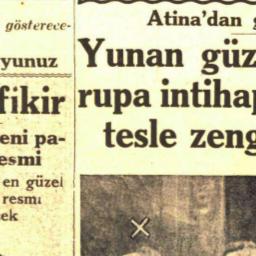 gösterece-
yunuz
fikir
eni pa-
esmi
en güzel
resmi
ek
Atina'dan g
Yunan güz
rupa intihap
tesle zeng